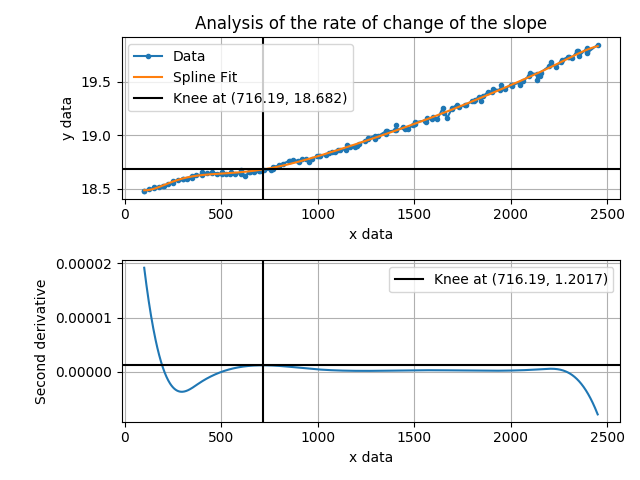 Analysis of the rate of change of the slope
Data
Spline Fit
Knee at (716.19, 18.682)
y data
19.5
19.0
18.5
0 500 1000 1500 2000 2500
x data
Knee at (716.19, 1.2017)
Second derivative
0.00002
0.00001
0.00000
0 500 1000 1500 2000 2500
x data